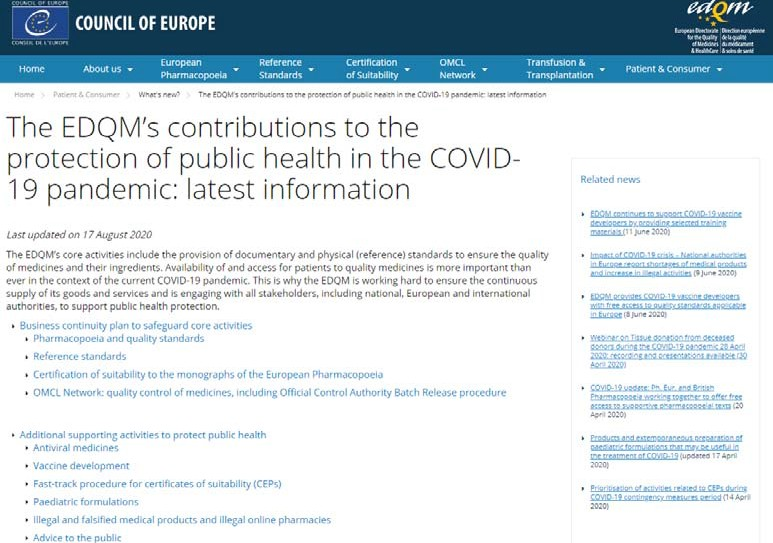 COUNCIL OF EUROPE
COUNCIL OF EUROPE
CONSEIL DE L'EUROPE
edQm
European Directorate | Direction européenne
for the Quality | de la qualité
of Medicines | du médicament
& HealthCare | & soins de santé
Home
About us
European
Pharmacopoeia
Reference
Standards
Certification
of Suitability
OMCL
Network
Transfusion &
Transplantation
Patient & Consumer
Home > Patient & Consumer > What's new? > The EDQM's contributions to the protection of public health in the COVID-19 pandemic: latest information
The EDQM's contributions to the
protection of public health in the COVID-
19 pandemic: latest information
Last updated on 17 August 2020
The EDQM's core activities include the provision of documentary and physical (reference) standards to ensure the quality
of medicines and their ingredients. Availability of and access for patients to quality medicines is more important than
ever in the context of the current COVID-19 pandemic. This is why the EDQM is working hard to ensure the continuous
supply of its goods and services and is engaging with all stakeholders, including national, European and international
authorities, to support public health protection.
Business continuity plan to safeguard core activities
Pharmacopoeia and quality standards
Reference standards
Certification of suitability to the monographs of the European Pharmacopoeia
OMCL Network: quality control of medicines, including Official Control Authority Batch Release procedure
Additional supporting activities to protect public health
Antiviral medicines
Vaccine development
Fast-track procedure for certificates of suitability (CEPs)
Paediatric formulations
Illegal and falsified medical products and illegal online pharmacies
Advice to the public
Related news
EDQM continues to support COVID-19 vaccine
developers by providing selected training
materials (11 June 2020)
Impact of COVID-19 crisis – National authorities
in Europe report shortages of medical products
and increase in illegal activities (9 June 2020)
EDQM provides COVID-19 vaccine developers
with free access to quality standards applicable
in Europe (8 June 2020)
Webinar on Tissue donation from deceased
donors during the COVID-19 pandemic 28 April
2020: recording and presentations available (30
April 2020)
COVID-19 update: Ph. Eur. and British
Pharmacopoeia working together to offer free
access to supportive pharmacopoeial texts (20
April 2020)
Products and extemporaneous preparation of
paediatric formulations that may be useful in
the treatment of COVID-19 (updated 17 April
2020)
Prioritisation of activities related to CEPs during
COVID-19 contingency measures period (14 April
2020)